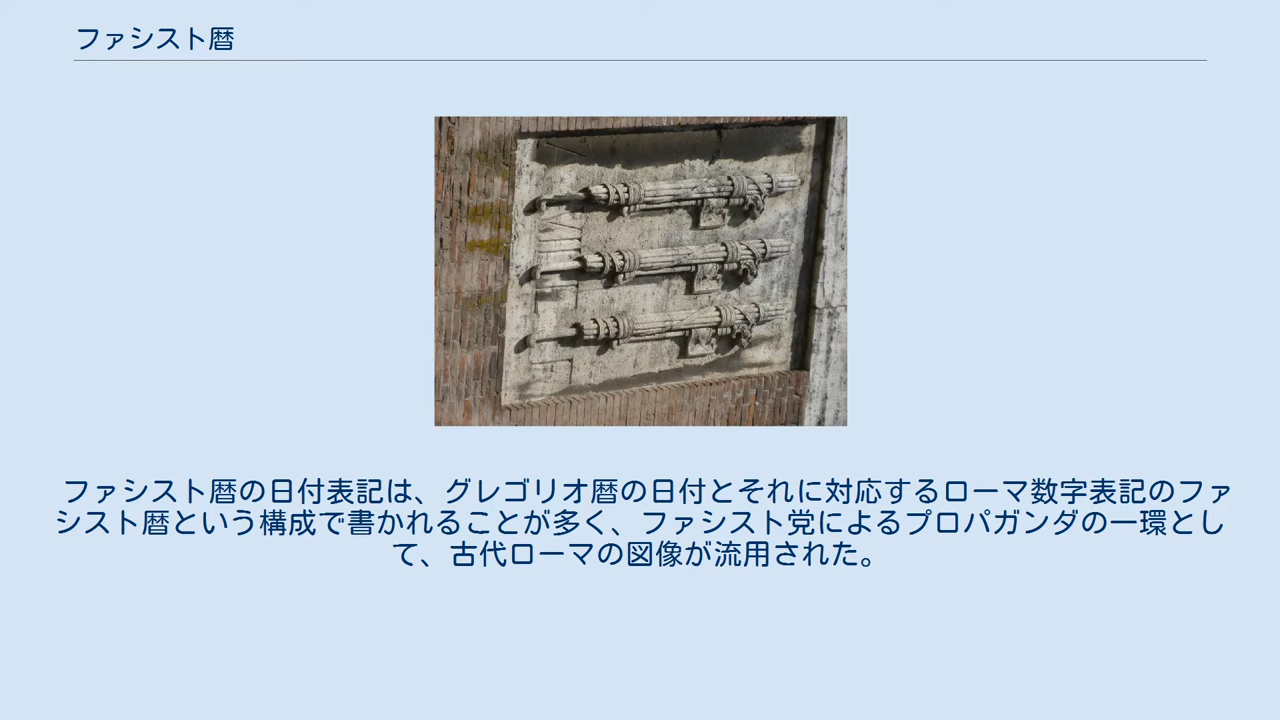 ファシスト暦
ファシスト暦の日付表記は、グレゴリオ暦の日付とそれに対応するローマ数字表記のファ
シスト暦という構成で書かれることが多く、ファシスト党によるプロパガンダの一環とし
て、古代ローマの図像が流用された。